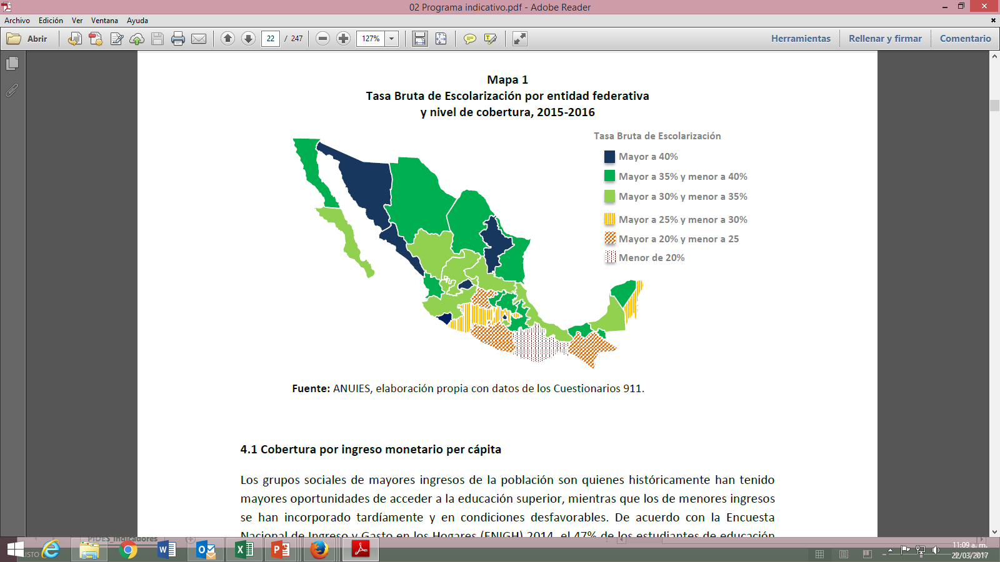 02 Programa indicativo.pdf - Adobe Reader
Archivo Edición Ver Ventana Ayuda
Abrir 22 / 247 127% Herramientas Rellenar y firmar Comentario
Mapa 1
Tasa Bruta de Escolarización por entidad federativa
y nivel de cobertura, 2015-2016
Tasa Bruta de Escolarización
Mayor a 40%
Mayor a 35% y menor a 40%
Mayor a 30% y menor a 35%
Mayor a 25% y menor a 30%
Mayor a 20% y menor a 25
Menor de 20%
Fuente: ANUIES, elaboración propia con datos de los Cuestionarios 911.
4.1 Cobertura por ingreso monetario per cápita
Los grupos sociales de mayores ingresos de la población son quienes históricamente han tenido
mayores oportunidades de acceder a la educación superior, mientras que los de menores ingresos
se han incorporado tardíamente y en condiciones desfavorables. De acuerdo con la Encuesta
Nacional de Ingreso y Gasto en los Hogares (ENIGH) 2014, el 47% de los estudiantes de educación
PIDES_Indicadores
11:09 a. m.
22/03/2017